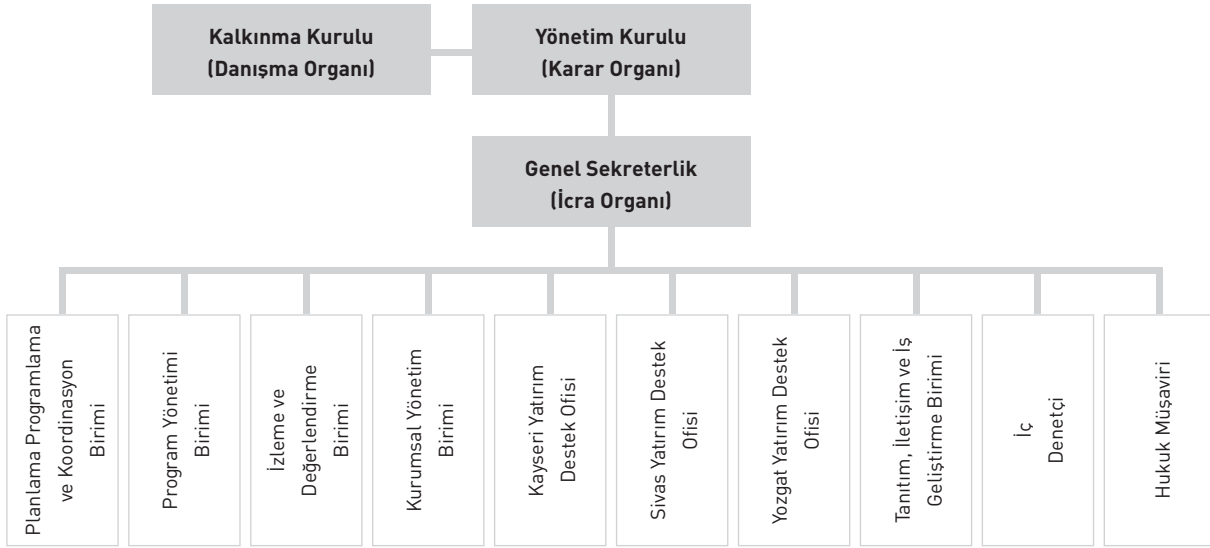 Kalkınma Kurulu
(Danışma Organı)
Yönetim Kurulu
(Karar Organı)
Genel Sekreterlik
(İcra Organı)
Planlama Programlama
ve Koordinasyon
Birimi
Program Yönetimi
Birimi
İzleme ve
Değerlendirme
Birimi
Kurumsal Yönetim
Birimi
Kayseri Yatırım
Destek Ofisi
Sivas Yatırım Destek
Ofisi
Yozgat Yatırım Destek
Ofisi
Tanıtım, İletişim ve İş
Geliştirme Birimi
İç
Denetçi
Hukuk Müşaviri